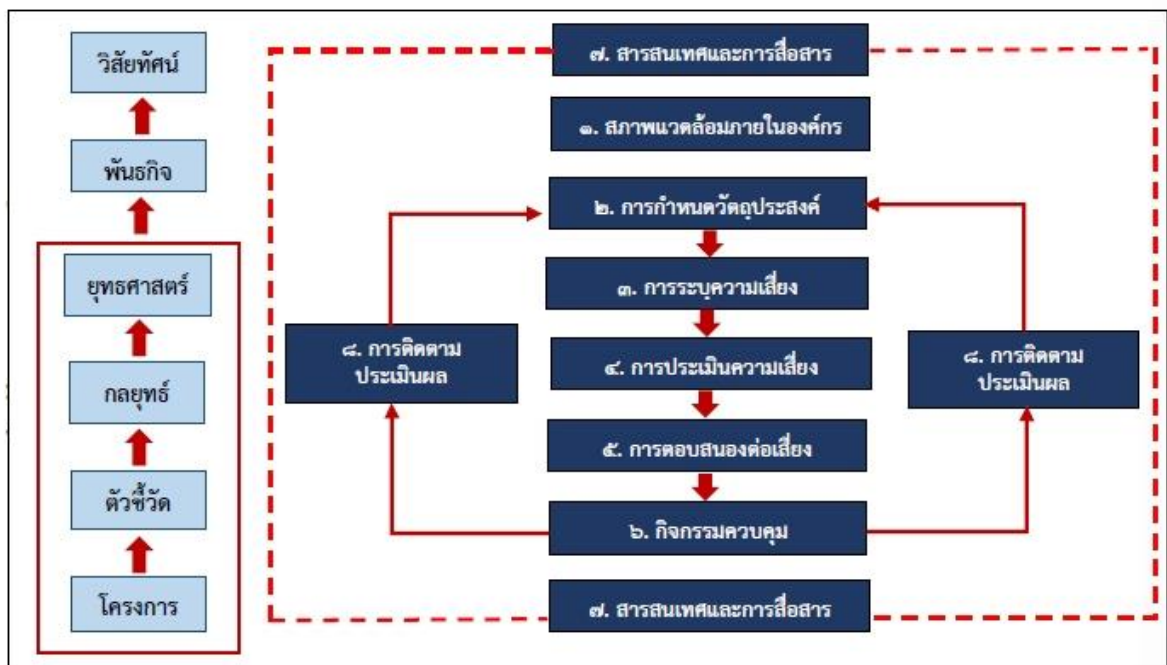 วิสัยทัศน์
พันธกิจ
ยุทธศาสตร์
กลยุทธ์
ตัวชี้วัด
โครงการ
๗. สารสนเทศและการสื่อสาร
๑. สภาพแวดล้อมภายในองค์กร
๒. การกำหนดวัตถุประสงค์
๓. การระบุความเสี่ยง
๔. การประเมินความเสี่ยง
๕. การตอบสนองต่อเสี่ยง
๖. กิจกรรมควบคุม
๘. การติดตาม
ประเมินผล
๘. การติดตาม
ประเมินผล
๗. สารสนเทศและการสื่อสาร